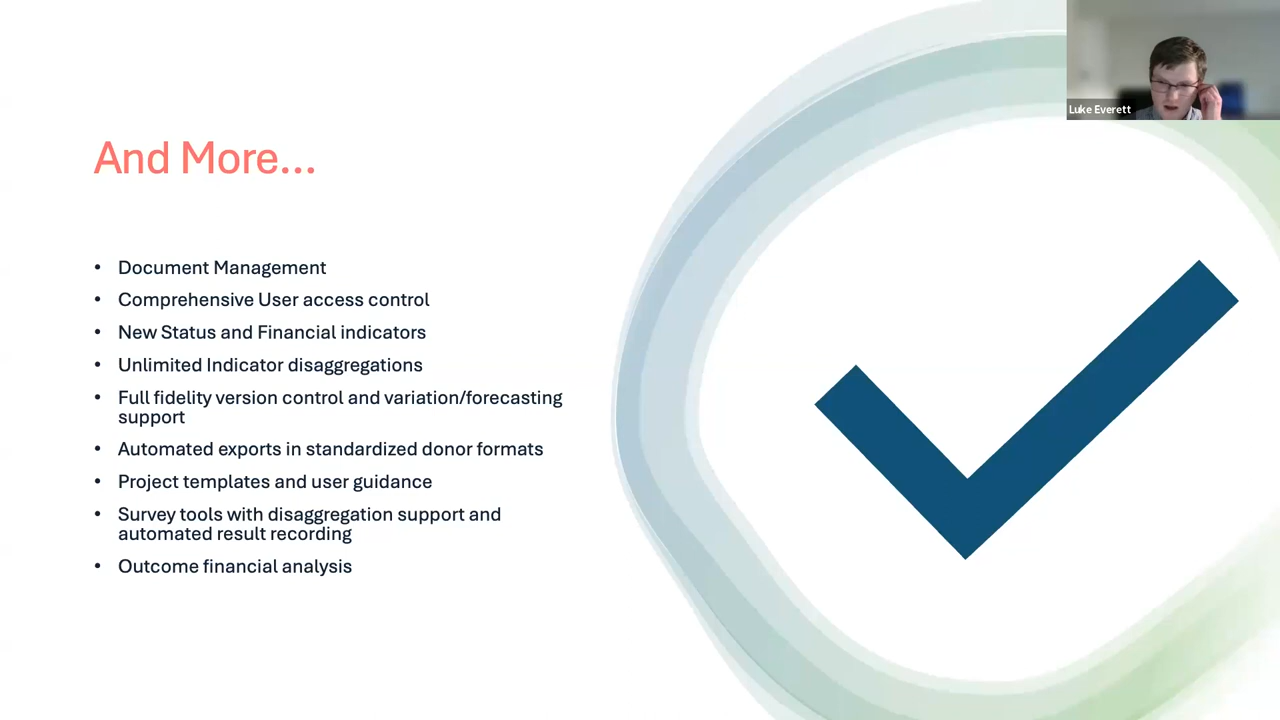 Luke Everett
And More...
• Document Management
• Comprehensive User access control
• New Status and Financial indicators
• Unlimited Indicator disaggregations
• Full fidelity version control and variation/forecasting
support
• Automated exports in standardized donor formats
• Project templates and user guidance
• Survey tools with disaggregation support and
automated result recording
• Outcome financial analysis